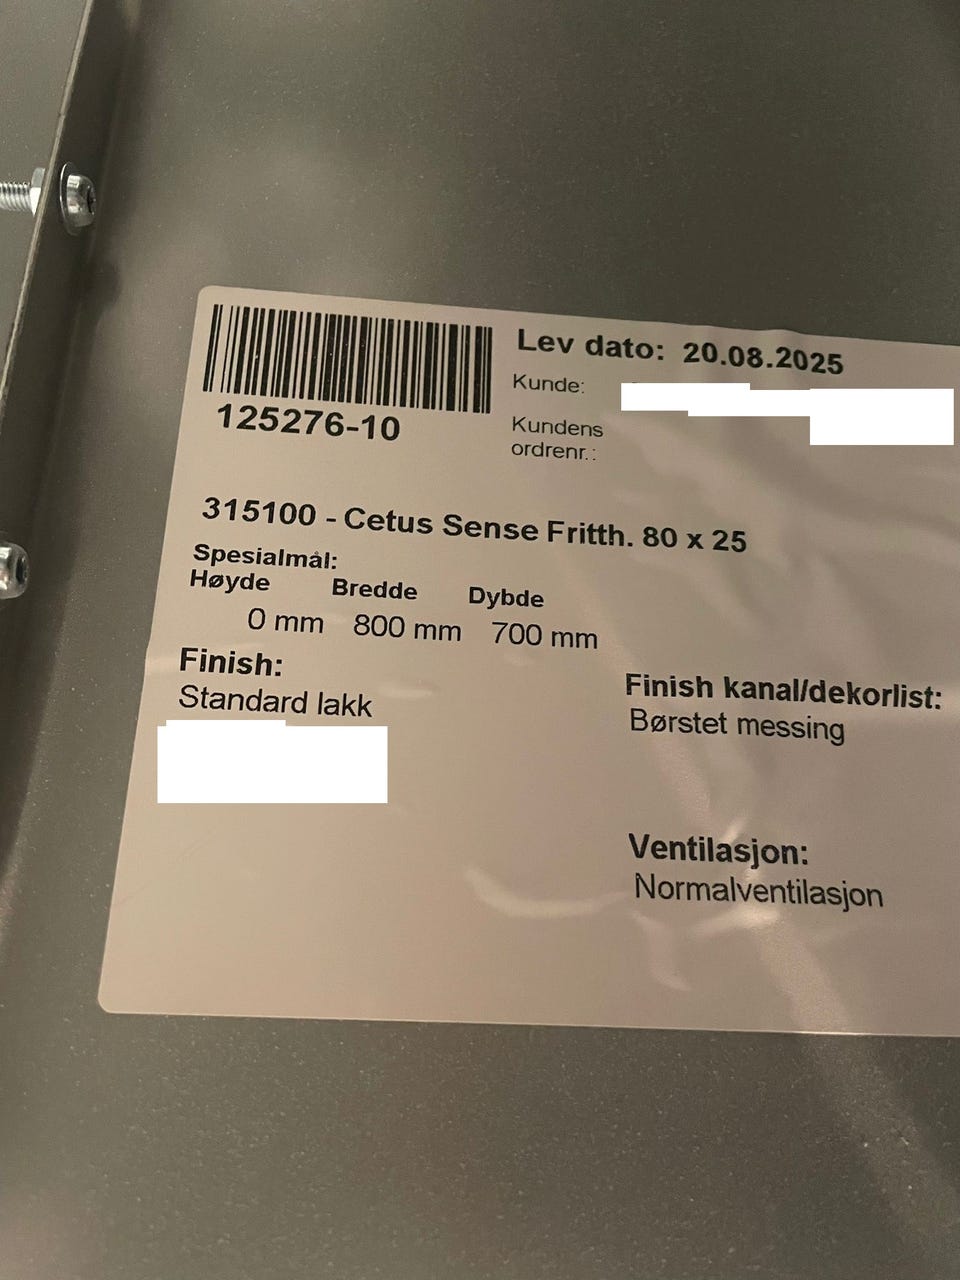 Lev dato: 20.08.2025
Kunde:
125276-10
Kundens
ordrenr.:
315100 - Cetus Sense Fritth. 80 x 25
Spesialmål:
Høyde Bredde Dybde
0 mm 800 mm 700 mm
Finish:
Standard lakk
Finish kanal/dekorlist:
Børstet messing
Ventilasjon:
Normalventilasjon